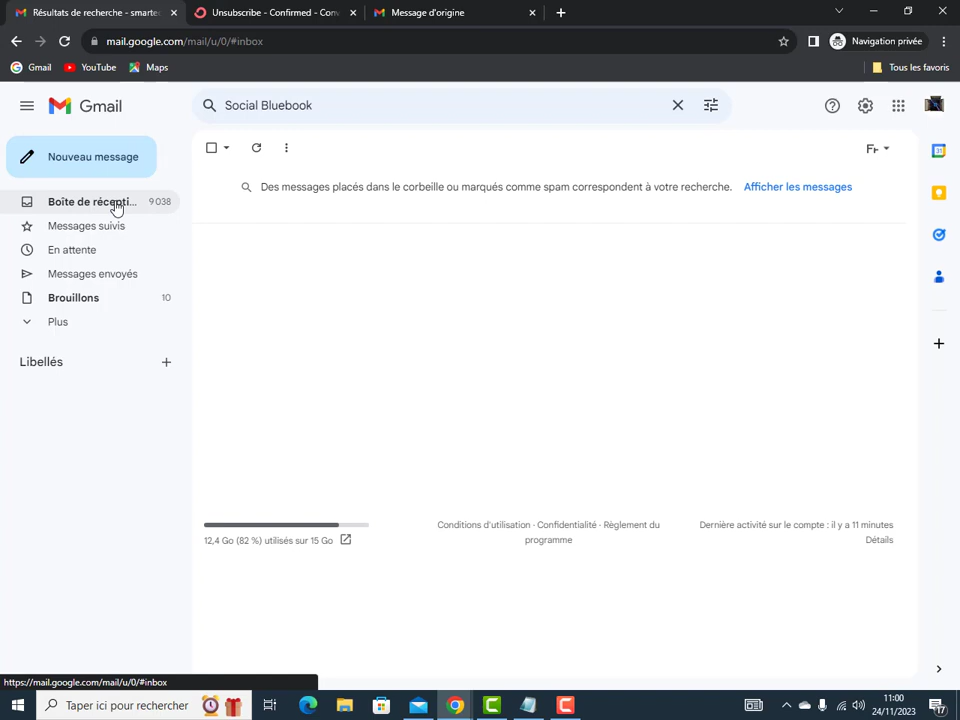 Résultats de recherche - smartec
Unsubscribe - Confirmed - Conv
Message d'origine
mail.google.com/mail/u/0/#inbox
Navigation privée
Gmail
YouTube
Maps
Tous les favoris
Gmail
Social Bluebook
Nouveau message
Fr
Des messages placés dans le corbeille ou marqués comme spam correspondent à votre recherche. Afficher les messages
Boîte de récepti... 9 038
Messages suivis
En attente
Messages envoyés
Brouillons 10
Plus
Libellés
12,4 Go (82 %) utilisés sur 15 Go
Conditions d'utilisation · Confidentialité · Règlement du
programme
Dernière activité sur le compte : il y a 11 minutes
Détails
https://mail.google.com/mail/u/0/#inbox
Taper ici pour rechercher
11:00
24/11/2023
17